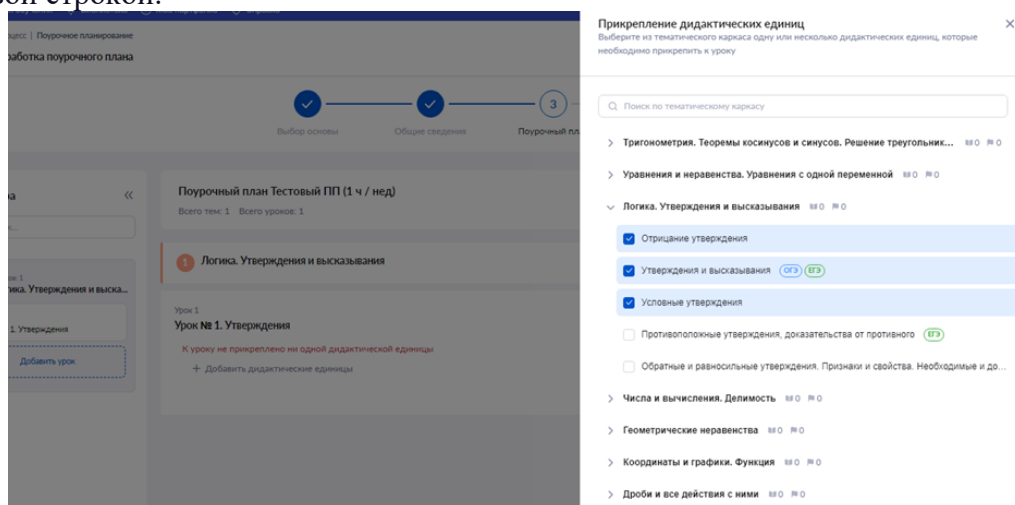 вой строкой.
Поурочное планирование
поурочного плана
Выбор основы
Общие сведения
3
Поурочный пл
Поурочный план Тестовый ПП (1 ч / нед)
Всего тем: 1 Всего уроков: 1
1 Логика. Утверждения и высказывания
1. Утверждения
Добавить урок
Урок 1
Урок № 1. Утверждения
К уроку не прикреплено ни одной дидактической единицы
+ Добавить дидактические единицы
Прикрепление дидактических единиц
Выберите из тематического каркаса одну или несколько дидактических единиц, которые
необходимо прикрепить к уроку
Поиск по тематическому каркасу
Тригонометрия. Теоремы косинусов и синусов. Решение треугольник... 0 0
Уравнения и неравенства. Уравнения с одной переменной 0 0
Логика. Утверждения и высказывания 0 0
Отрицание утверждения
Утверждения и высказывания ОГЭ ЕГЭ
Условные утверждения
Противоположные утверждения, доказательства от противного ЕГЭ
Обратные и равносильные утверждения. Признаки и свойства. Необходимые и до...
Числа и вычисления. Делимость 0 0
Геометрические неравенства 0 0
Координаты и графики. Функция 0 0
Дроби и все действия с ними 0 0